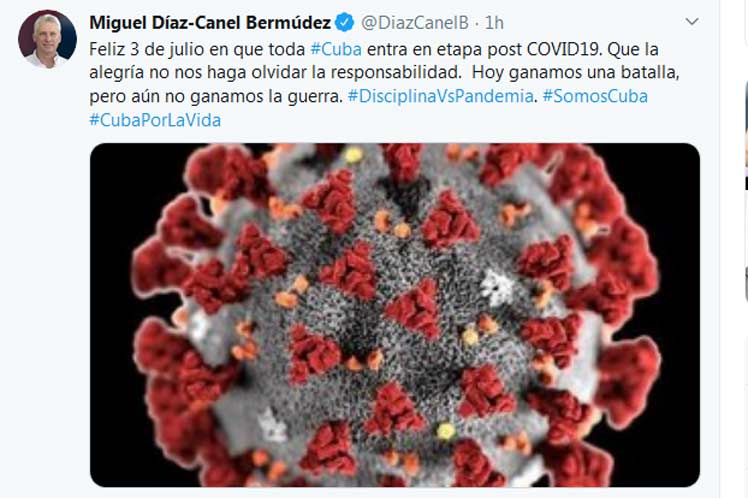 Miguel Díaz-Canel Bermúdez @DiazCanelB · 1h
Feliz 3 de julio en que toda #Cuba entra en etapa post COVID19. Que la
alegría no nos haga olvidar la responsabilidad. Hoy ganamos una batalla,
pero aún no ganamos la guerra. #DisciplinaVsPandemia. #SomosCuba
#CubaPorLaVida